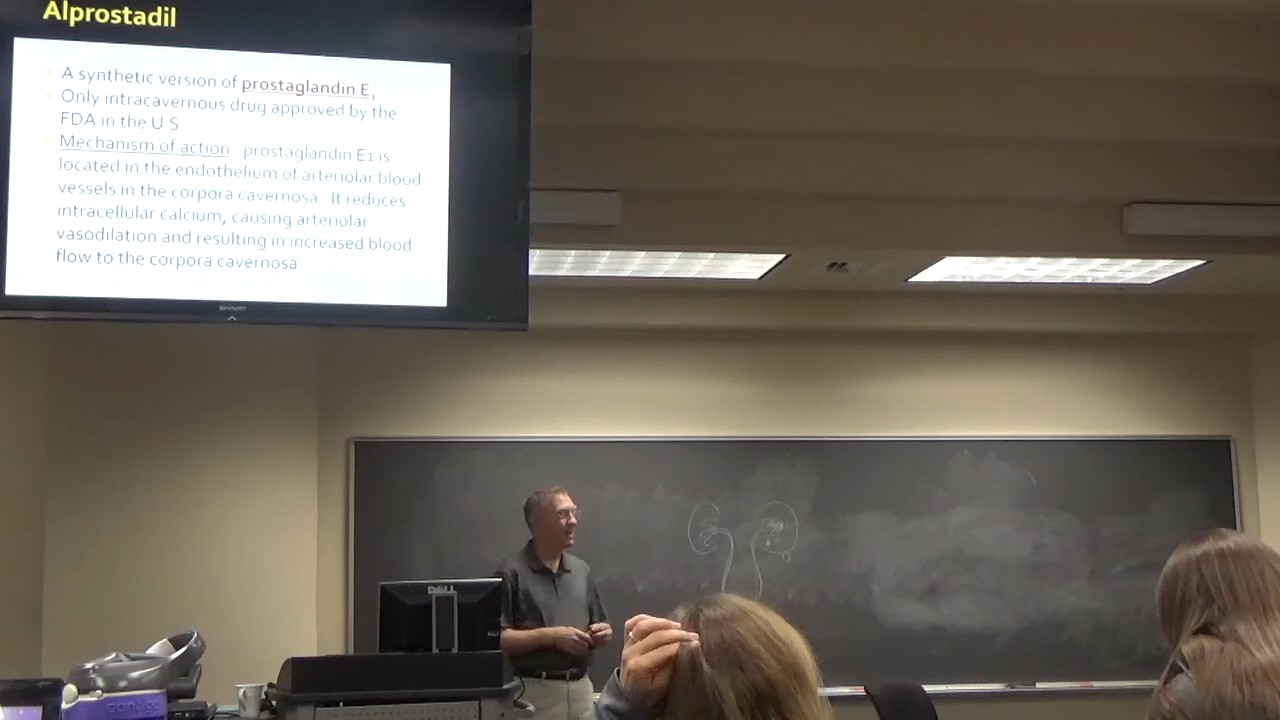 Alprostadil
A synthetic version of prostaglandin E1
Only intracavernous drug approved by the
FDA in the U S
Mechanism of action prostaglandin E1 is
located in the endothelium of arteriolar blood
vessels in the corpora cavernosa It reduces
intracellular calcium, causing arteriolar
vasodilation and resulting in increased blood
flow to the corpora cavernosa
SHARP
DELL
contigo